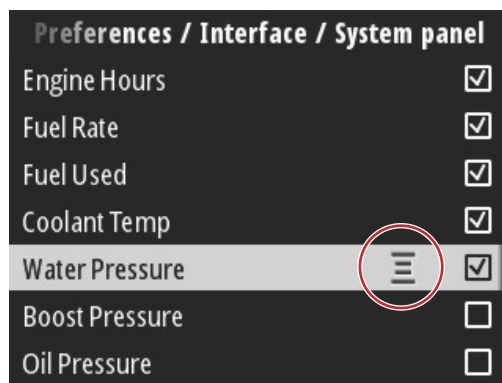 Preferences / Interface / System panel
Engine Hours
Fuel Rate
Fuel Used
Coolant Temp
Water Pressure
Boost Pressure
Oil Pressure